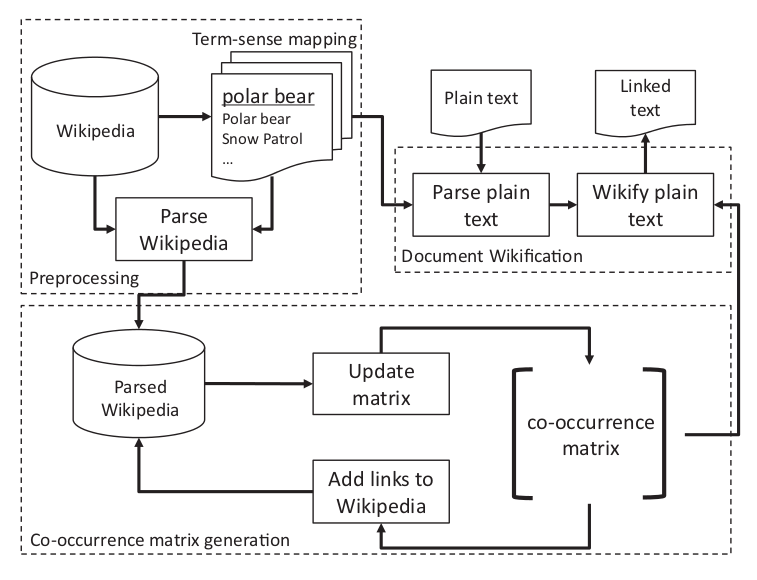 Term-sense mapping
Wikipedia
polar bear
Polar bear
Snow Patrol
...
Parse
Wikipedia
Preprocessing
Plain text
Linked
text
Parse plain
text
Wikify plain
text
Document Wikification
Parsed
Wikipedia
Update
matrix
co-occurrence
matrix
Add links to
Wikipedia
Co-occurrence matrix generation